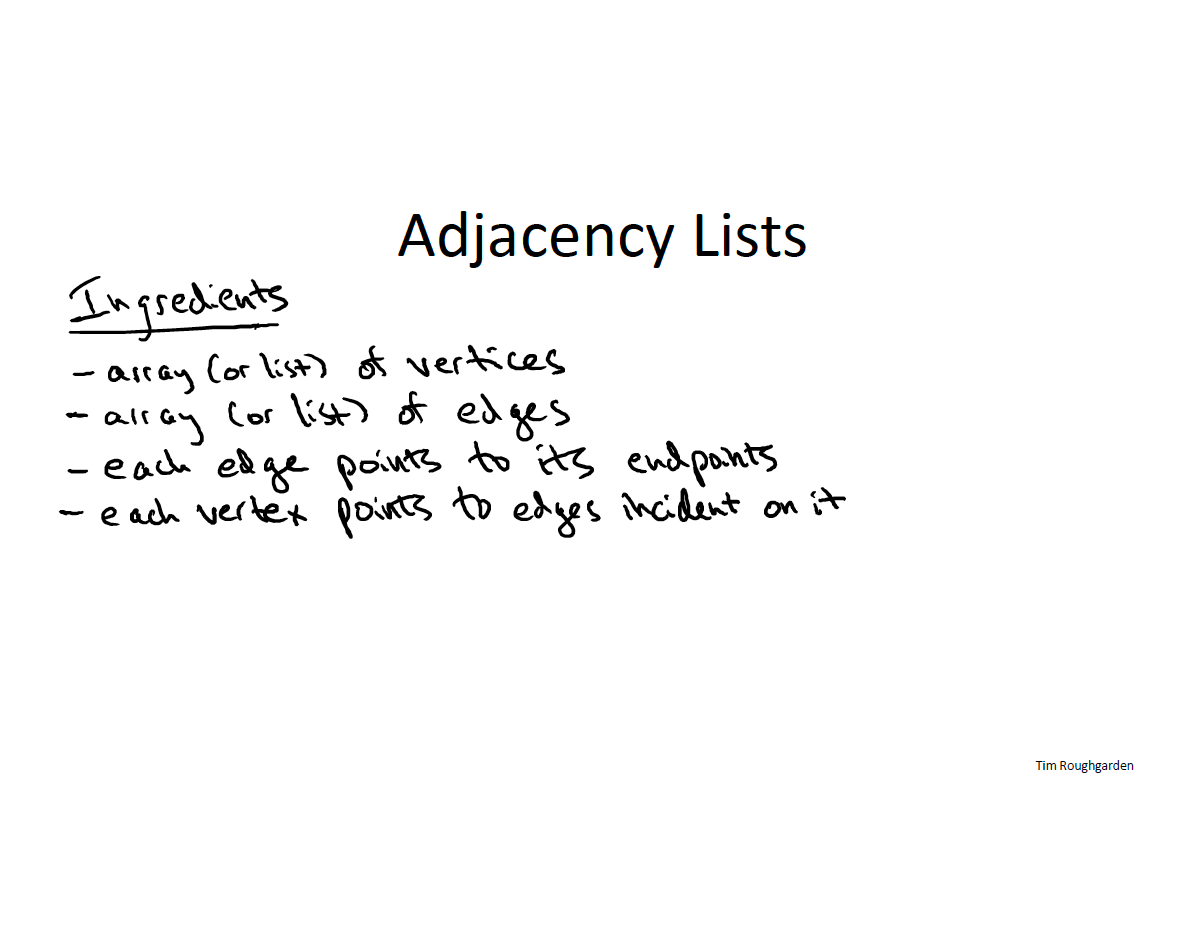 Adjacency Lists
Ingredients
- array (or list) of vertices
- array (or list) of edges
- each edge points to its endpoints
- each vertex points to edges incident on it
Tim Roughgarden